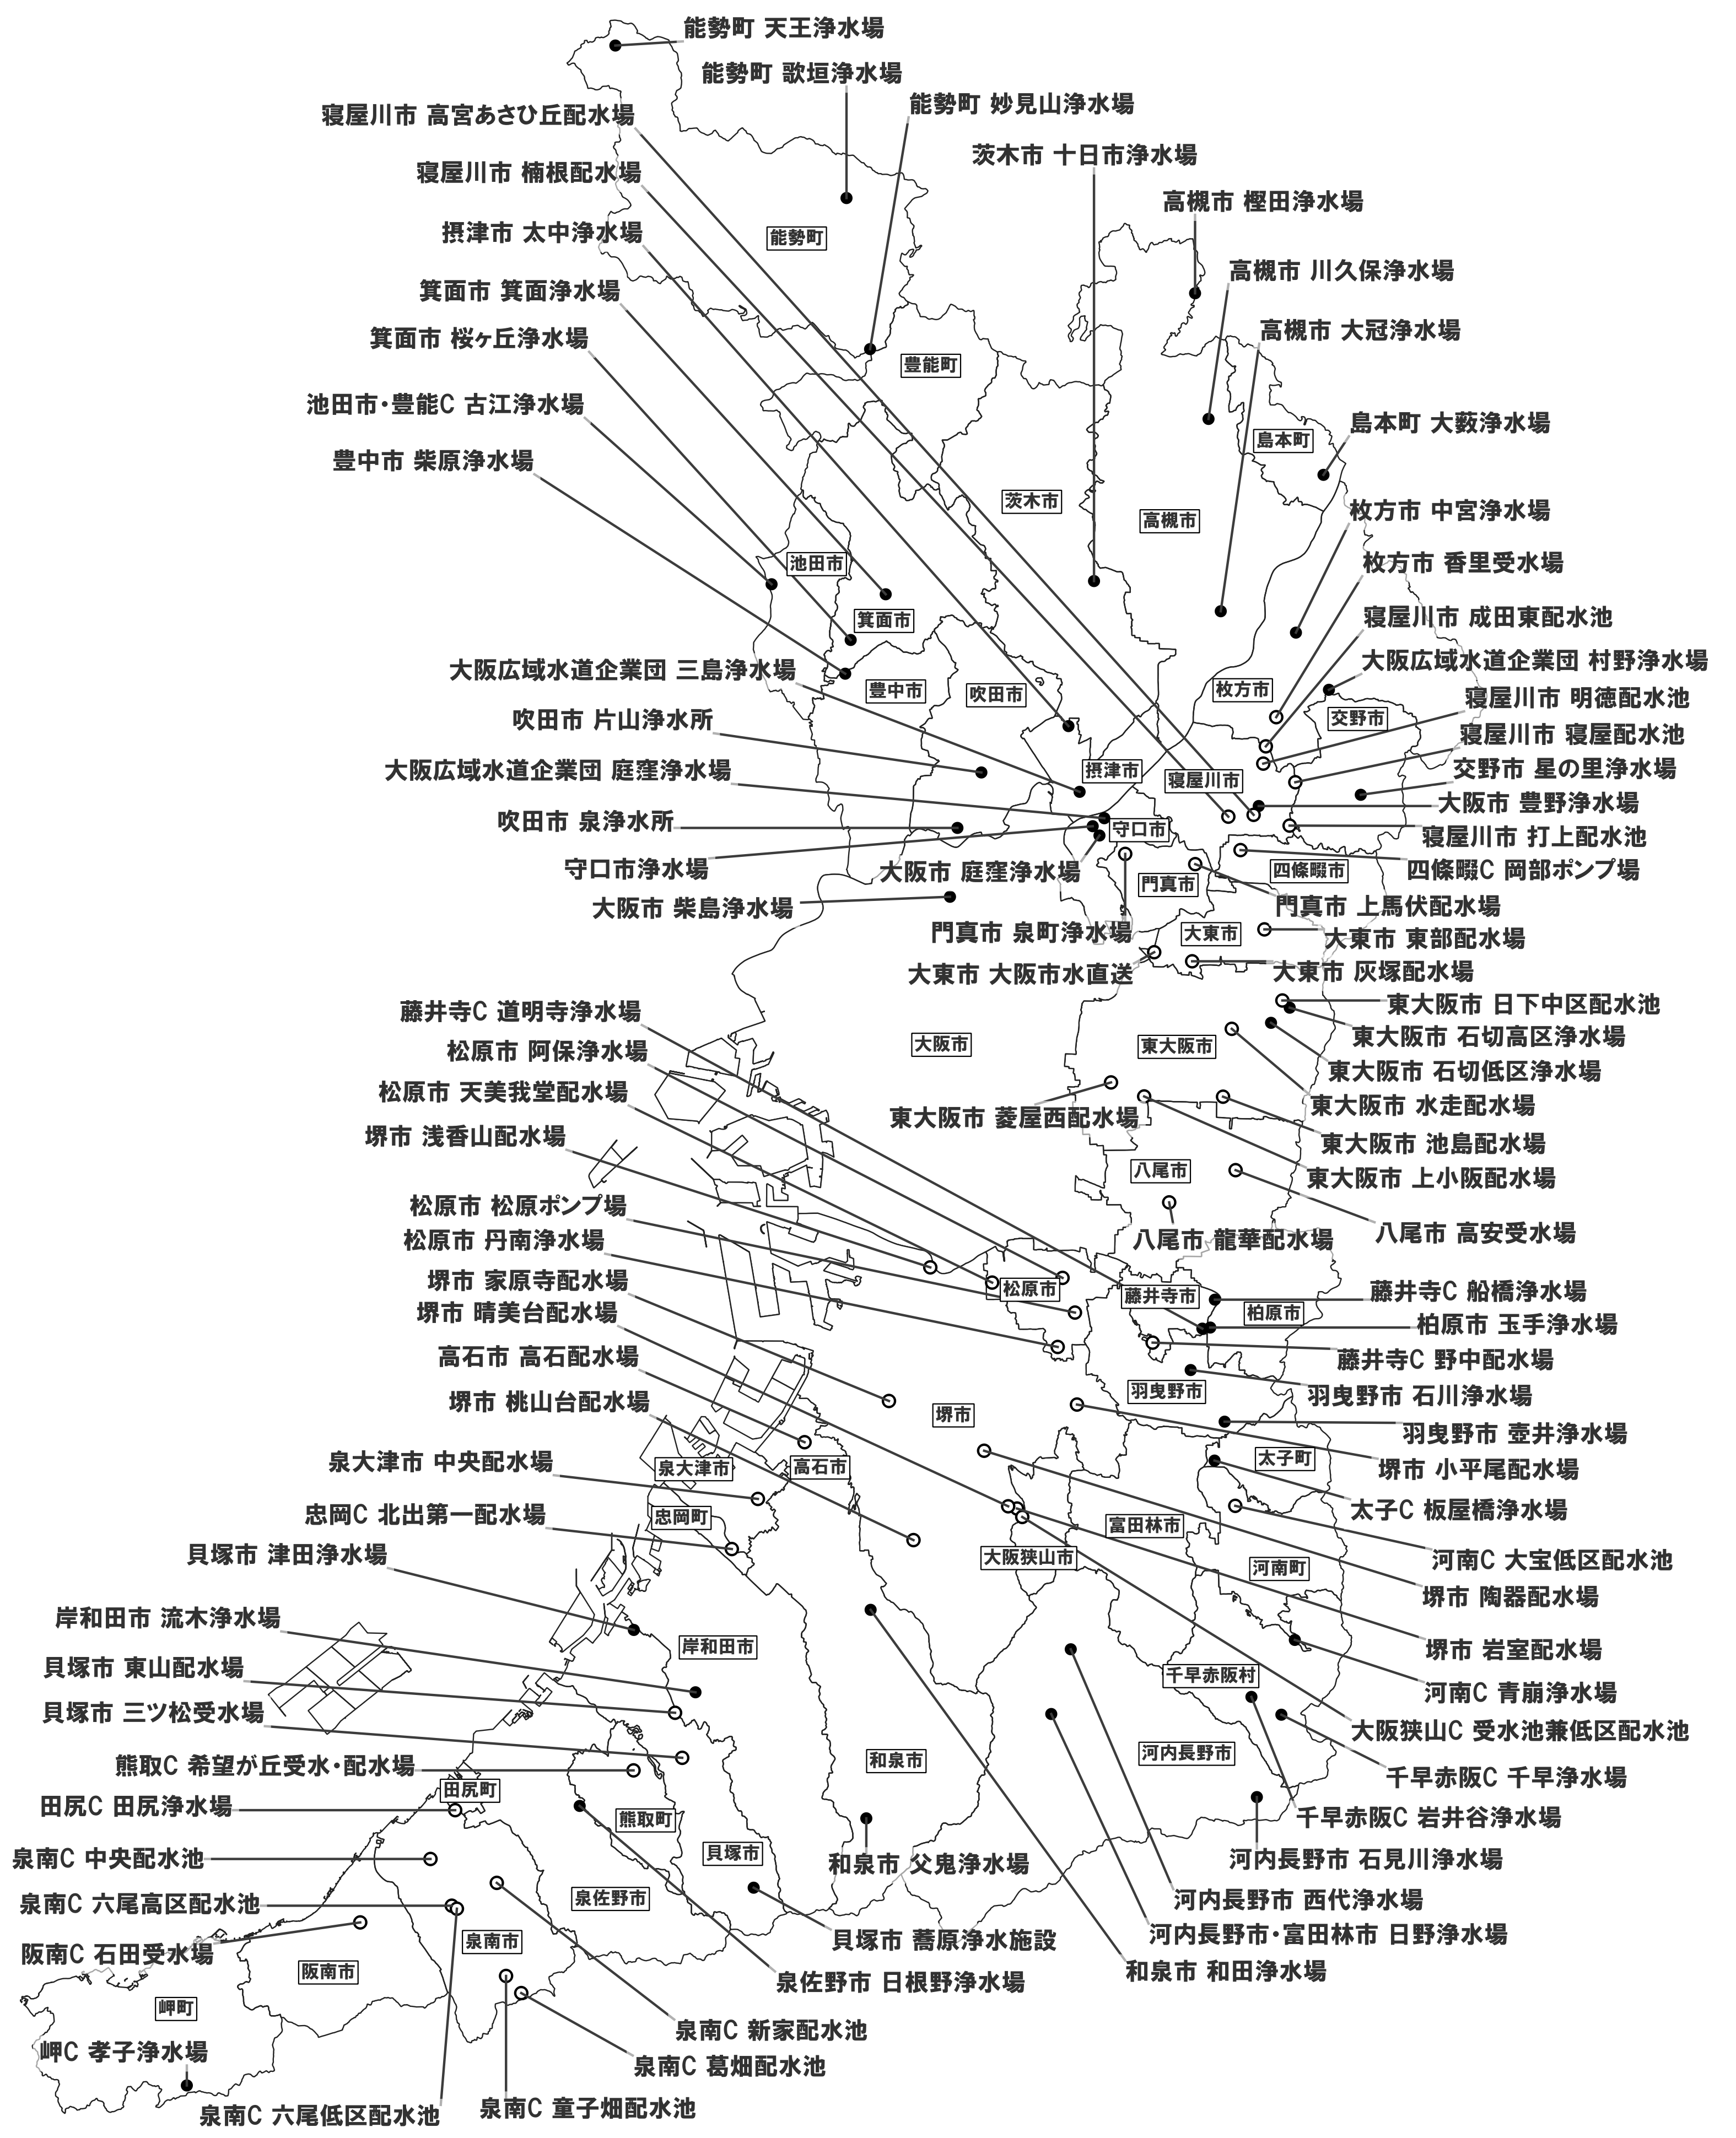 能勢町 天王浄水場
能勢町 歌垣浄水場
能勢町 妙見山浄水場
寝屋川市 高宮あさひ丘配水場
茨木市 十日市浄水場
寝屋川市 楠根配水場
高槻市 樫田浄水場
摂津市 太中浄水場
能勢町
高槻市 川久保浄水場
箕面市 箕面浄水場
高槻市 大冠浄水場
箕面市 桜ヶ丘浄水場
豊能町
池田市・豊能C 古江浄水場
島本町 大薮浄水場
島本町
豊中市 柴原浄水場
茨木市
高槻市
枚方市 中宮浄水場
池田市
枚方市 香里受水場
箕面市
寝屋川市 成田東配水池
大阪広域水道企業団 三島浄水場
大阪広域水道企業団 村野浄水場
豊中市
吹田市
枚方市
寝屋川市 明徳配水池
吹田市 片山浄水所
交野市
寝屋川市 寝屋配水池
大阪広域水道企業団 庭窪浄水場
摂津市
寝屋川市
交野市 星の里浄水場
大阪市 豊野浄水場
吹田市 泉浄水所
守口市
寝屋川市 打上配水池
守口市浄水場
大阪市 庭窪浄水場
四條畷市
四條畷C 岡部ポンプ場
門真市
大阪市 柴島浄水場
門真市 上馬伏配水場
門真市 泉町浄水場
大東市
大東市 東部配水場
大東市 大阪市水直送
大東市 灰塚配水場
藤井寺C 道明寺浄水場
東大阪市 日下中区配水池
大阪市
東大阪市
東大阪市 石切高区浄水場
松原市 阿保浄水場
東大阪市 石切低区浄水場
松原市 天美我堂配水場
東大阪市 水走配水場
東大阪市 菱屋西配水場
堺市 浅香山配水場
東大阪市 池島配水場
八尾市
東大阪市 上小阪配水場
松原市 松原ポンプ場
八尾市 高安受水場
松原市 丹南浄水場
八尾市 龍華配水場
堺市 家原寺配水場
松原市
藤井寺市
藤井寺C 船橋浄水場
堺市 晴美台配水場
柏原市
柏原市 玉手浄水場
高石市 高石配水場
藤井寺C 野中配水場
堺市 桃山台配水場
羽曳野市
羽曳野市 石川浄水場
堺市
羽曳野市 壺井浄水場
泉大津市 中央配水場
泉大津市
高石市
太子町
堺市 小平尾配水場
忠岡C 北出第一配水場
忠岡町
太子C 板屋橋浄水場
富田林市
貝塚市 津田浄水場
大阪狭山市
河南町
河南C 大宝低区配水池
堺市 陶器配水場
岸和田市 流木浄水場
岸和田市
堺市 岩室配水場
貝塚市 東山配水場
千早赤阪村
河南C 青崩浄水場
貝塚市 三ツ松受水場
大阪狭山C 受水池兼低区配水池
熊取C 希望が丘受水・配水場
和泉市
河内長野市
千早赤阪C 千早浄水場
田尻町
田尻C 田尻浄水場
熊取町
千早赤阪C 岩井谷浄水場
泉南C 中央配水池
貝塚市
和泉市 父鬼浄水場
河内長野市 石見川浄水場
泉南C 六尾高区配水池
泉佐野市
河内長野市 西代浄水場
阪南C 石田受水場
泉南市
貝塚市 蕎原浄水施設
河内長野市・富田林市 日野浄水場
阪南市
泉佐野市 日根野浄水場
和泉市 和田浄水場
岬町
泉南C 新家配水池
岬C 孝子浄水場
泉南C 葛畑配水池
泉南C 六尾低区配水池
泉南C 童子畑配水池